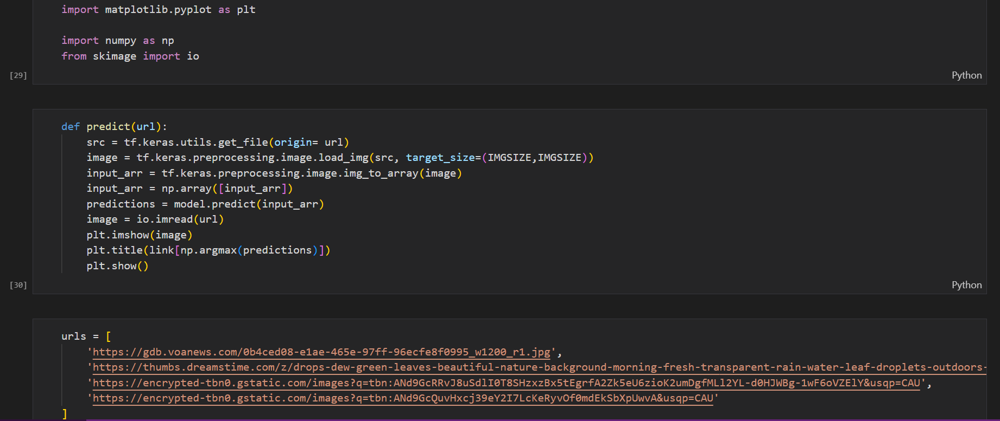 import matplotlib.pyplot as plt
import numpy as np
from skimage import io
[29]
Python
def predict(url):
src = tf.keras.utils.get_file(origin= url)
image = tf.keras.preprocessing.image.load_img(src, target_size=(IMGSIZE,IMGSIZE))
input_arr = tf.keras.preprocessing.image.img_to_array(image)
input_arr = np.array([input_arr])
predictions = model.predict(input_arr)
image = io.imread(url)
plt.imshow(image)
plt.title(link[np.argmax(predictions)])
plt.show()
[30]
Python
urls = [
'https://gdb.voanews.com/0b4ced08-e1ae-465e-97ff-96ecfe8f0995_w1200_r1.jpg',
'https://thumbs.dreamstime.com/z/drops-dew-green-leaves-beautiful-nature-background-morning-fresh-transparent-rain-water-leaf-droplets-outdoors-
'https://encrypted-tbn0.gstatic.com/images?q=tbn:ANd9GcRRvJ8uSdlI0T8SHzxzBx5tEgrfA2Zk5eU6zioK2umDgfMLl2YL-d0HJWBg-1wF6oVZElY&usqp=CAU',
'https://encrypted-tbn0.gstatic.com/images?q=tbn:ANd9GcQuvHxcj39eY2I7LcKeRyvOf0mdEkSbXpUwvA&usqp=CAU'
]